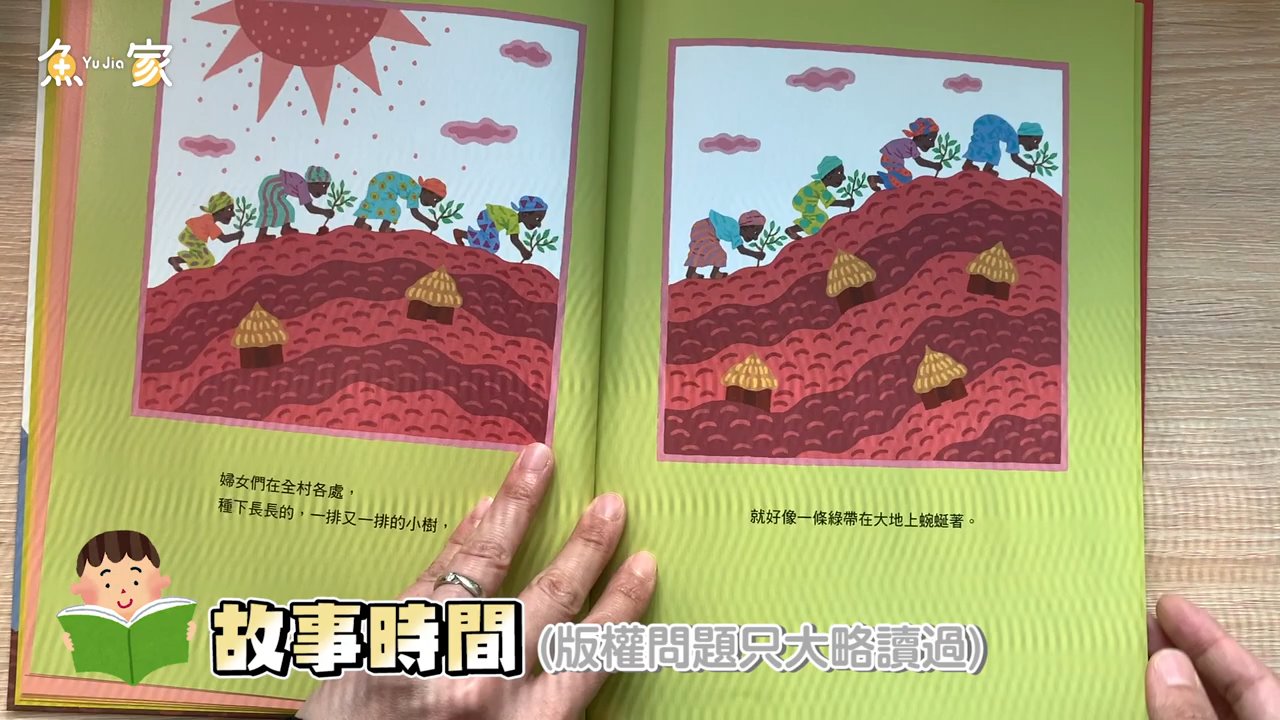 魚家
YuJia
婦女們在全村各處，
種下長長的，一排又一排的小樹，
就好像一條綠帶在大地上蜿蜒著。
故事時間
(版權問題只大略讀過)